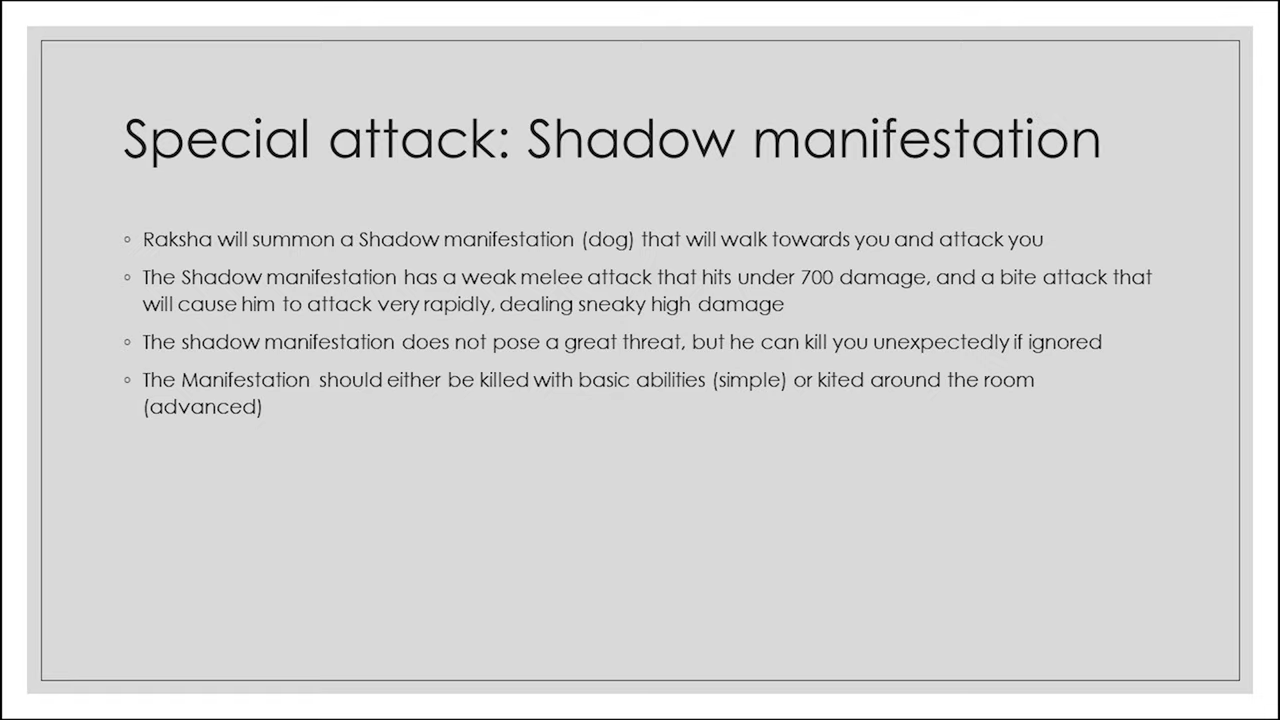 Special attack: Shadow manifestation
◦ Raksha will summon a Shadow manifestation (dog) that will walk towards you and attack you
◦ The Shadow manifestation has a weak melee attack that hits under 700 damage, and a bite attack that
will cause him to attack very rapidly, dealing sneaky high damage
◦ The shadow manifestation does not pose a great threat, but he can kill you unexpectedly if ignored
◦ The Manifestation should either be killed with basic abilities (simple) or kited around the room
(advanced)